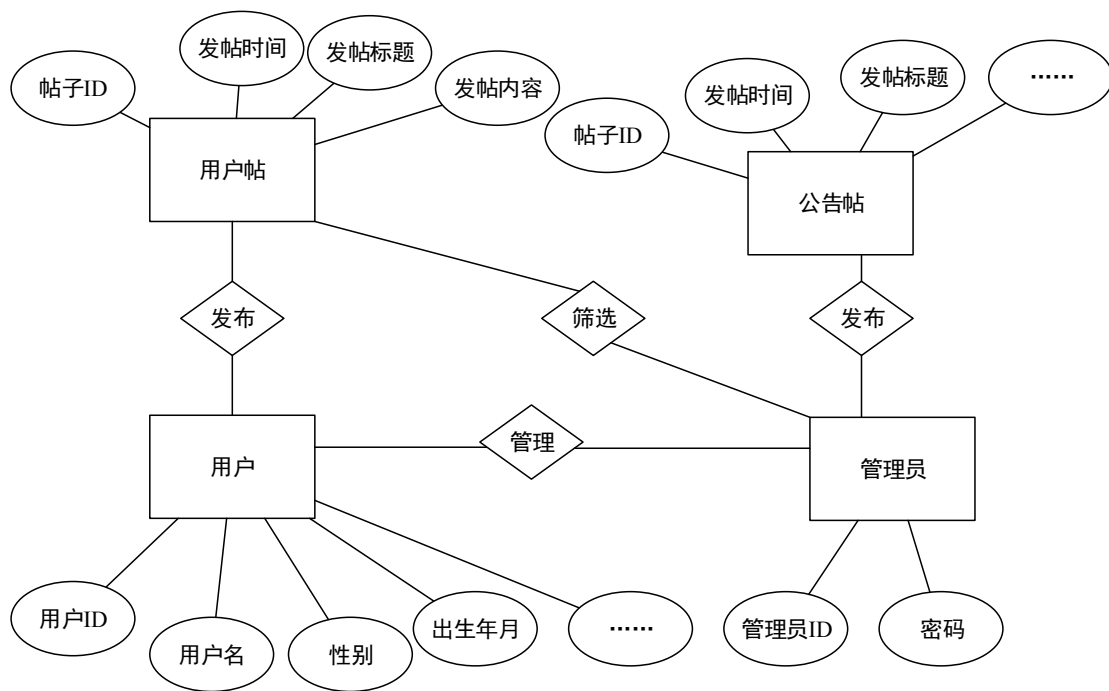 发帖时间
发帖标题
帖子ID
发帖内容
发帖标题
……
发帖时间
帖子ID
用户帖
公告帖
发布
筛选
发布
管理
用户
管理员
用户ID
用户名
性别
出生年月
……
管理员ID
密码